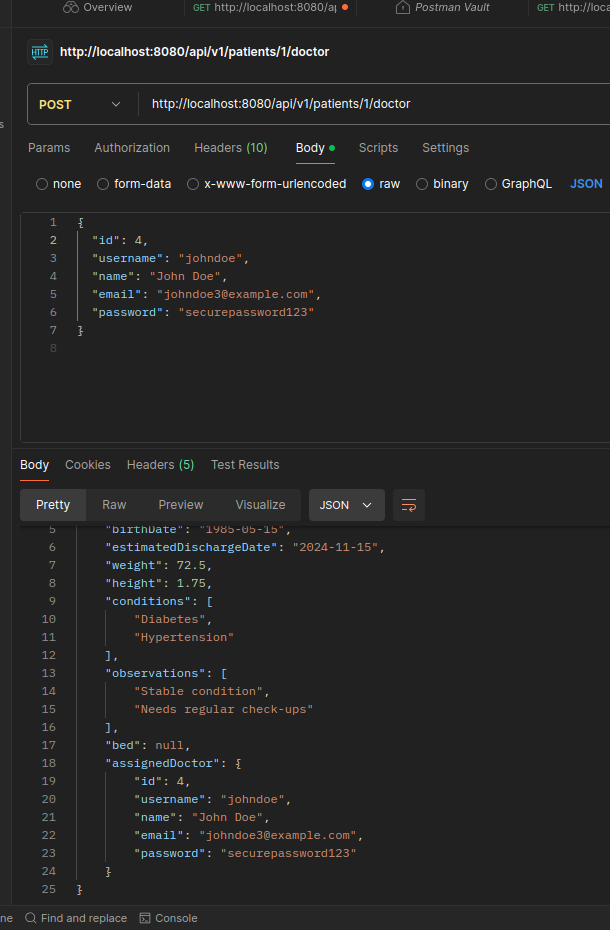 Overview
GET http://localhost:8080/ap
Postman Vault
GET http://loca
HTTP http://localhost:8080/api/v1/patients/1/doctor
POST http://localhost:8080/api/v1/patients/1/doctor
s
Params Authorization Headers (10) Body Scripts Settings
none form-data x-www-form-urlencoded raw binary GraphQL JSON
1 {
2 "id": 4,
3 "username": "johndoe",
4 "name": "John Doe",
5 "email": "johndoe3@example.com",
6 "password": "securepassword123"
7 }
8
Body Cookies Headers (5) Test Results
Pretty Raw Preview Visualize JSON
5 "birthDate": "1985-05-15",
6 "estimatedDischargeDate": "2024-11-15",
7 "weight": 72.5,
8 "height": 1.75,
9 "conditions": [
10 "Diabetes",
11 "Hypertension"
12 ],
13 "observations": [
14 "Stable condition",
15 "Needs regular check-ups"
16 ],
17 "bed": null,
18 "assignedDoctor": {
19 "id": 4,
20 "username": "johndoe",
21 "name": "John Doe",
22 "email": "johndoe3@example.com",
23 "password": "securepassword123"
24 }
25 }
ne Find and replace Console